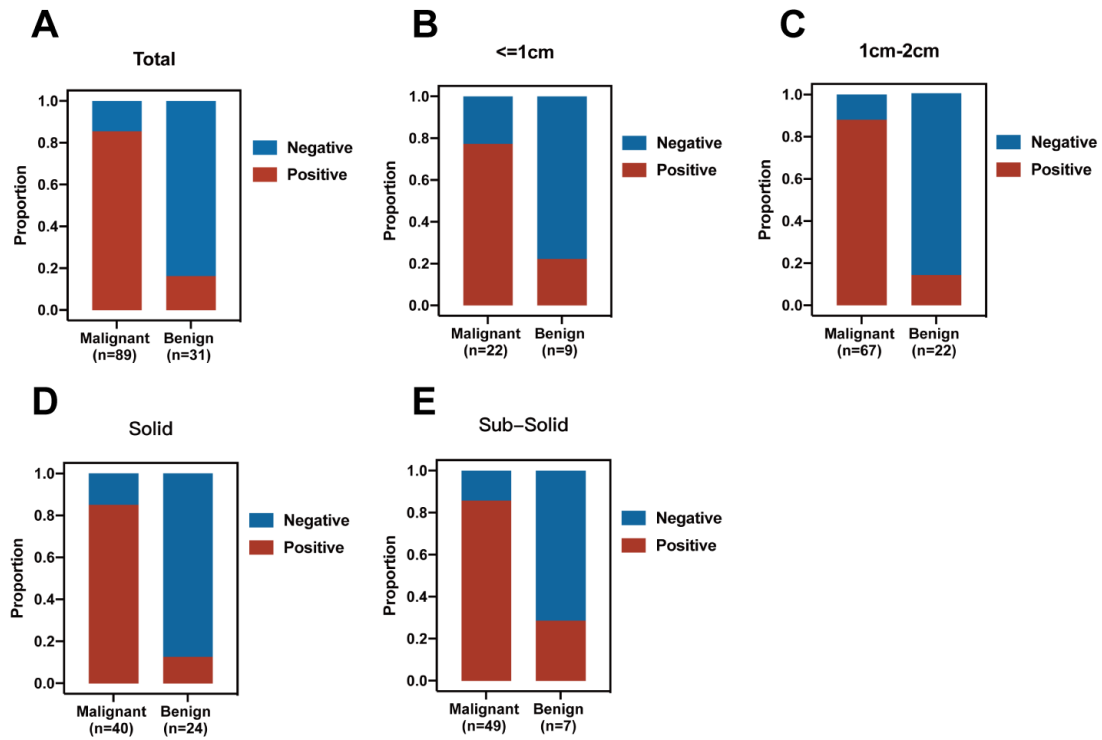 A
Total
Proportion
1.0
0.8
0.6
0.4
0.2
0.0
Malignant
(n=89)
Benign
(n=31)
Negative
Positive
B
<=1cm
Proportion
1.0
0.8
0.6
0.4
0.2
0.0
Malignant
(n=22)
Benign
(n=9)
Negative
Positive
C
1cm-2cm
Proportion
1.0
0.8
0.6
0.4
0.2
0.0
Malignant
(n=67)
Benign
(n=22)
Negative
Positive
D
Solid
Proportion
1.0
0.8
0.6
0.4
0.2
0.0
Malignant
(n=40)
Benign
(n=24)
Negative
Positive
E
Sub–Solid
Proportion
1.0
0.8
0.6
0.4
0.2
0.0
Malignant
(n=49)
Benign
(n=7)
Negative
Positive